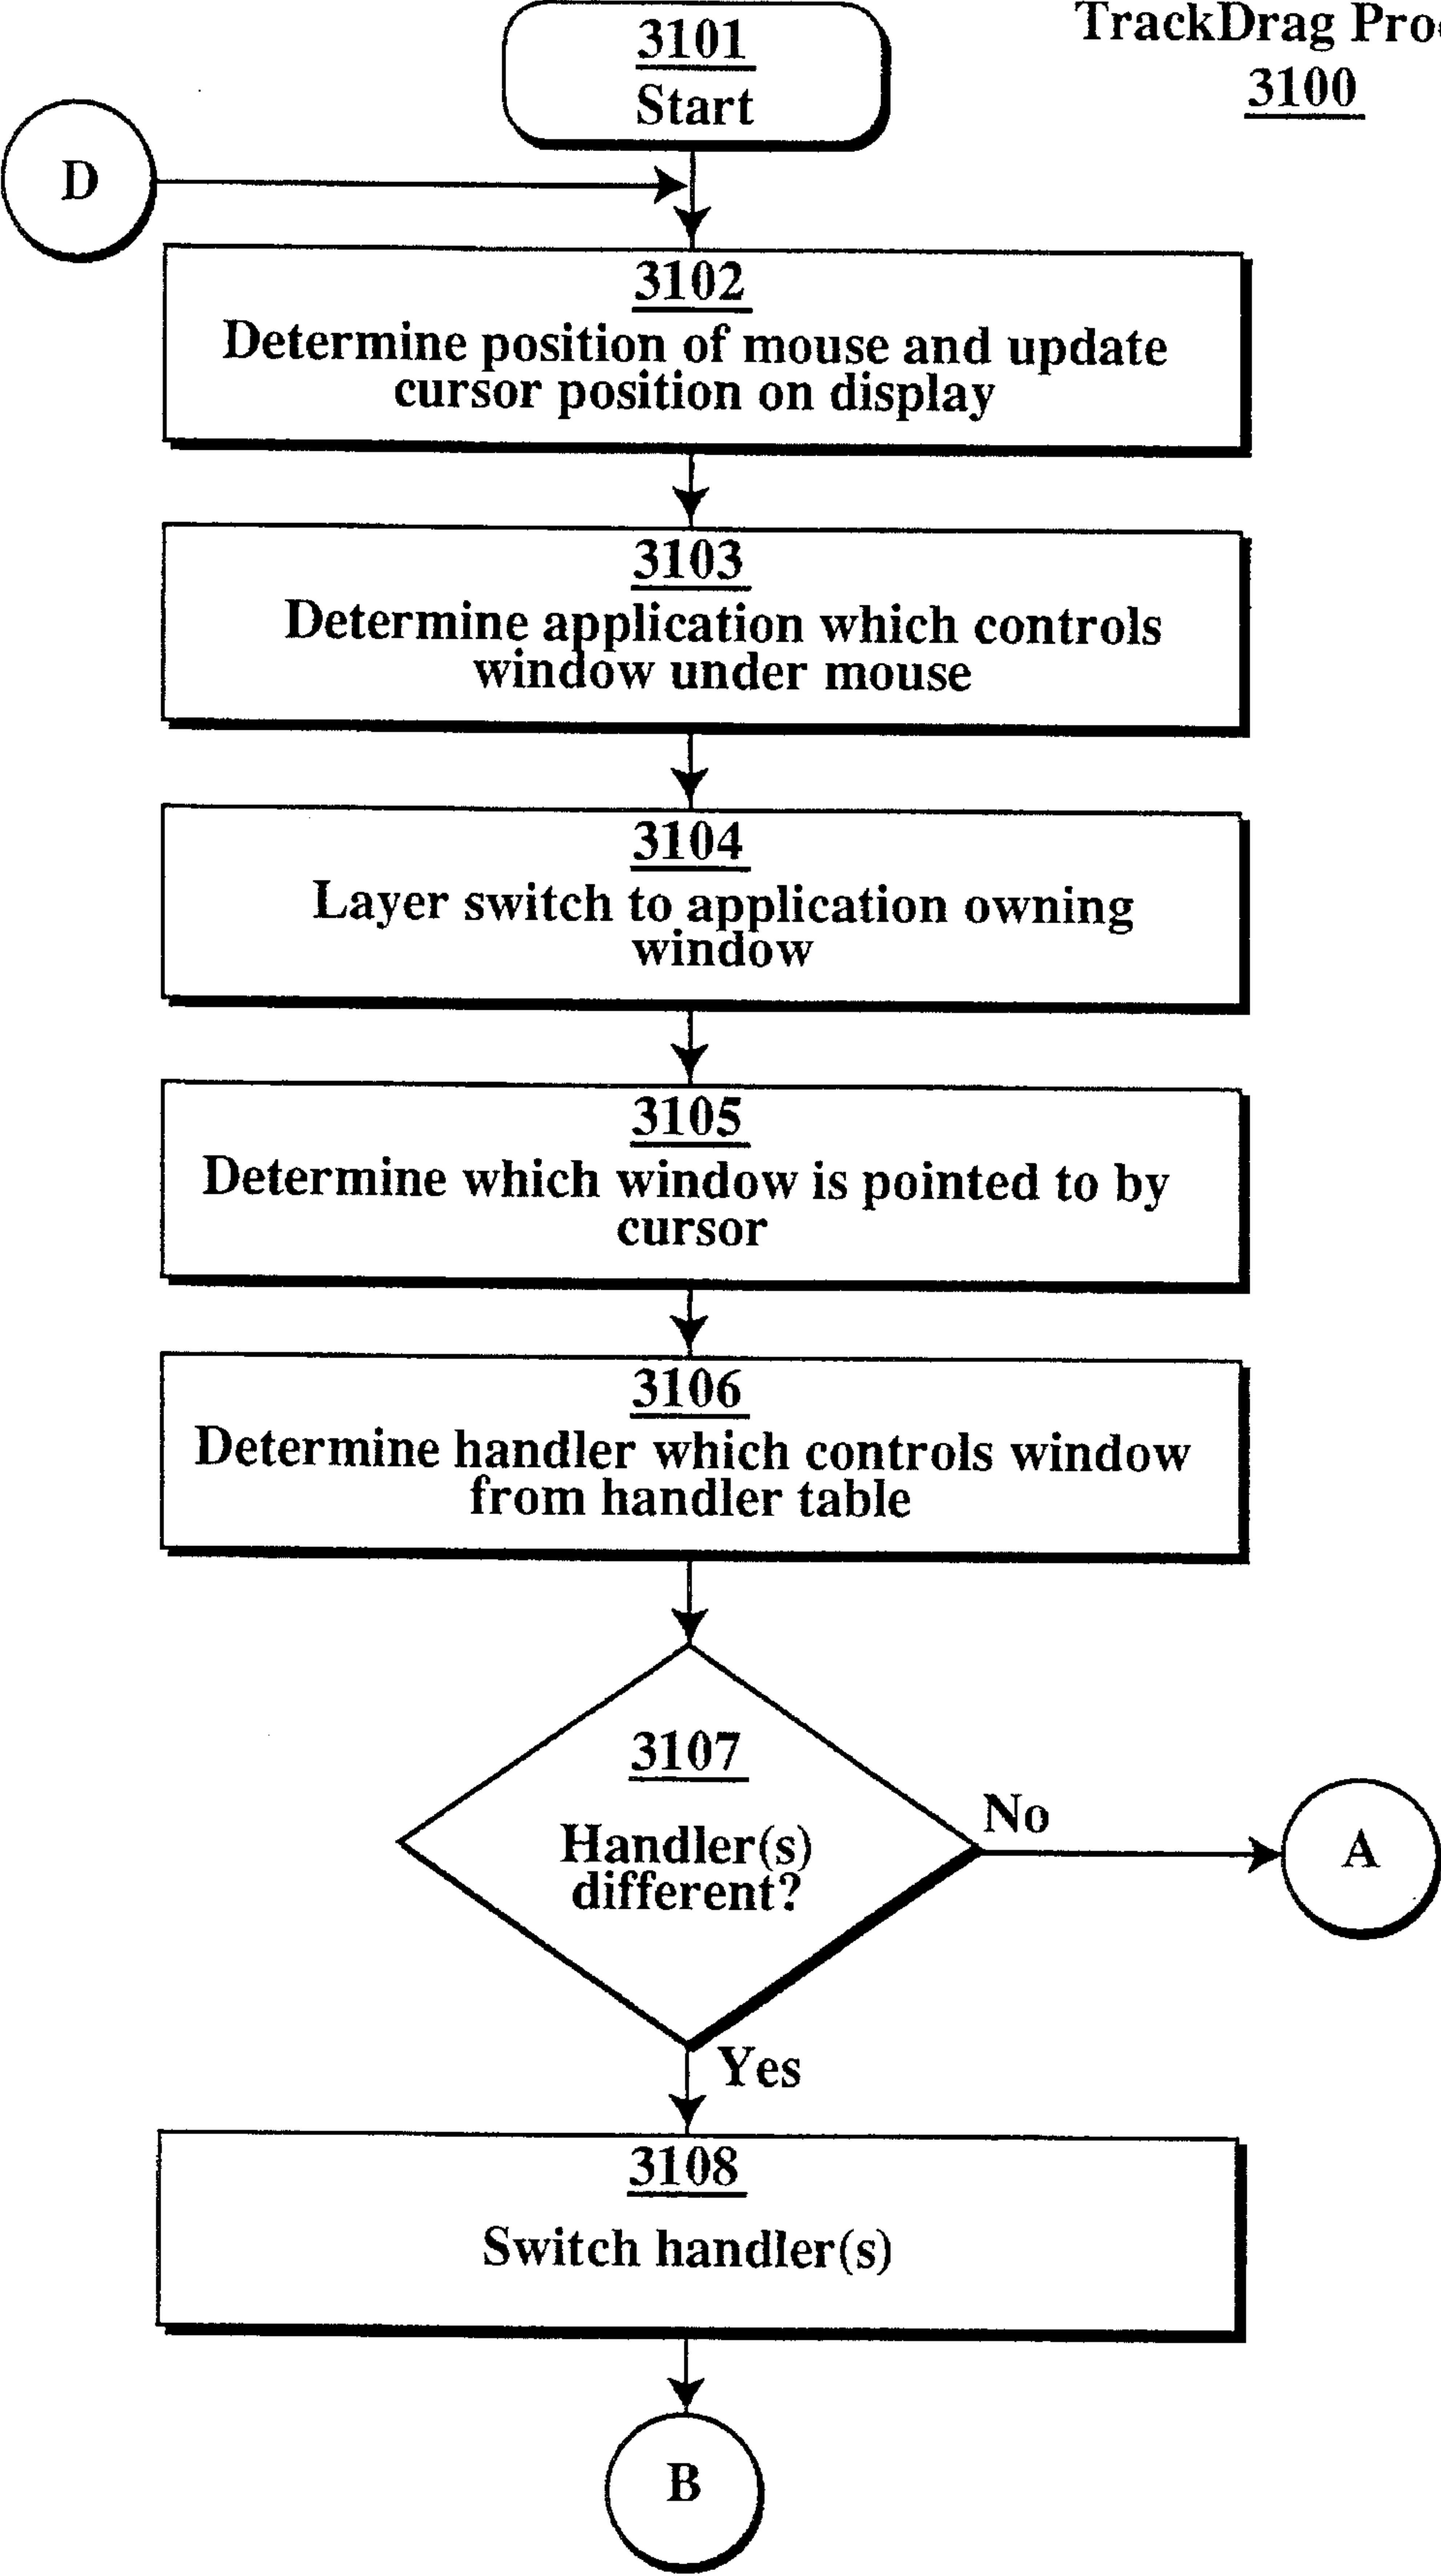 TrackDrag
3100
3101
Start
D
3102
Determine position of mouse and update
cursor position on display
3103
Determine application which controls
window under mouse
3104
Layer switch to application owning
window
3105
Determine which window is pointed to by
cursor
3106
Determine handler which controls window
from handler table
3107
Handler(s)
different?
No
A
Yes
3108
Switch handler(s)
B